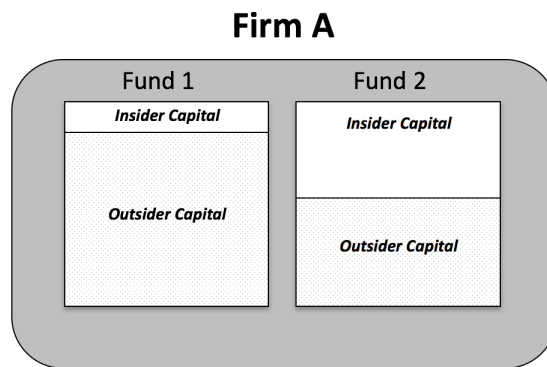 Firm A
Fund 1
Fund 2
Insider Capital
Insider Capital
Outsider Capital
Outsider Capital